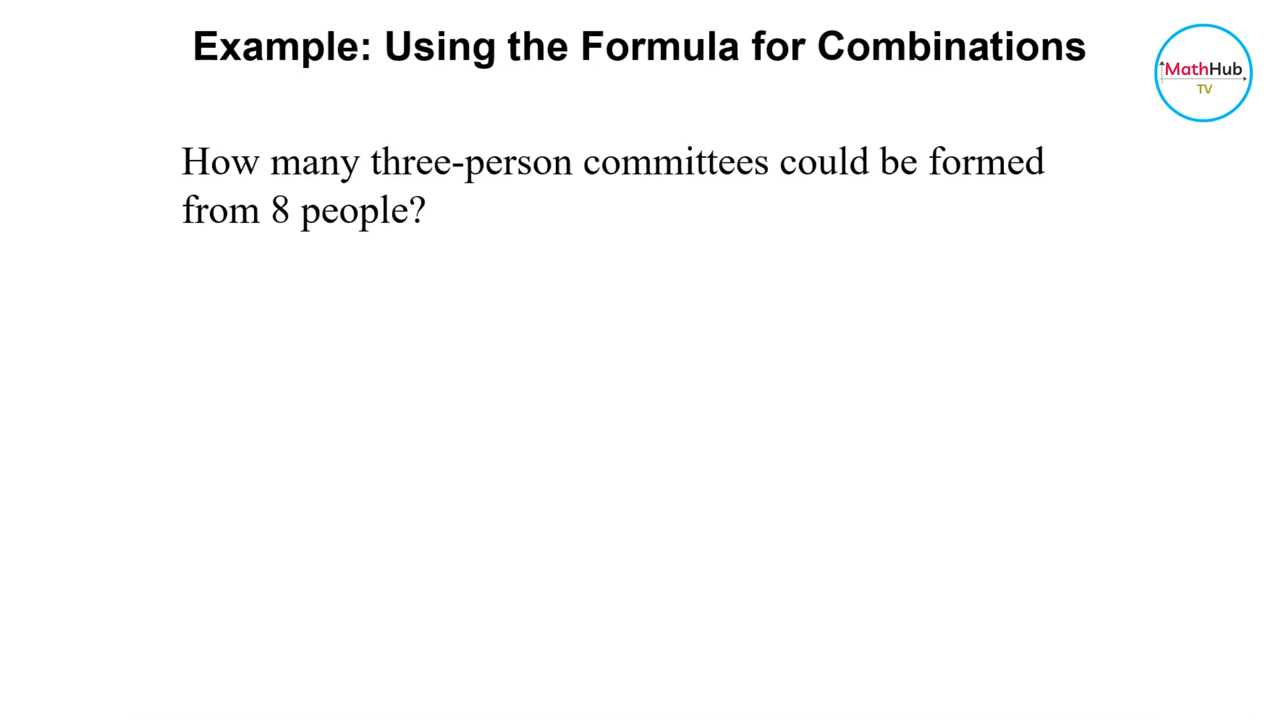 Example: Using the Formula for Combinations
MathHub
TV
How many three-person committees could be formed
from 8 people?